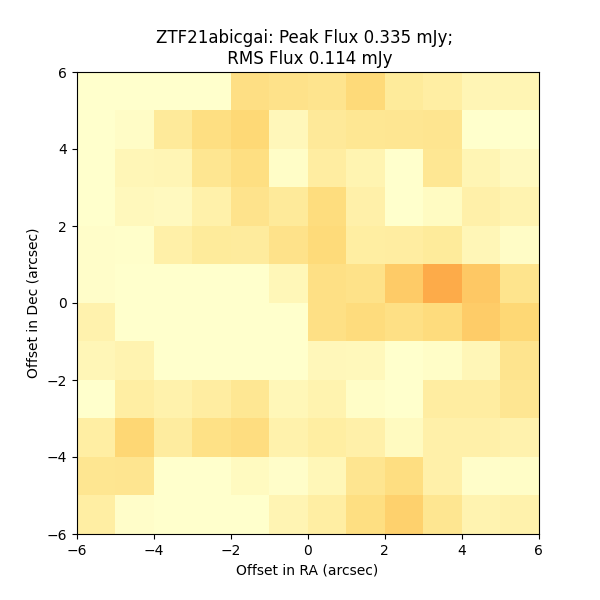 ZTF21abicgai: Peak Flux 0.335 mJy;
RMS Flux 0.114 mJy
6
4
2
0
−2
−4
−6
Offset in Dec (arcsec)
−6 −4 −2 0 2 4 6
Offset in RA (arcsec)